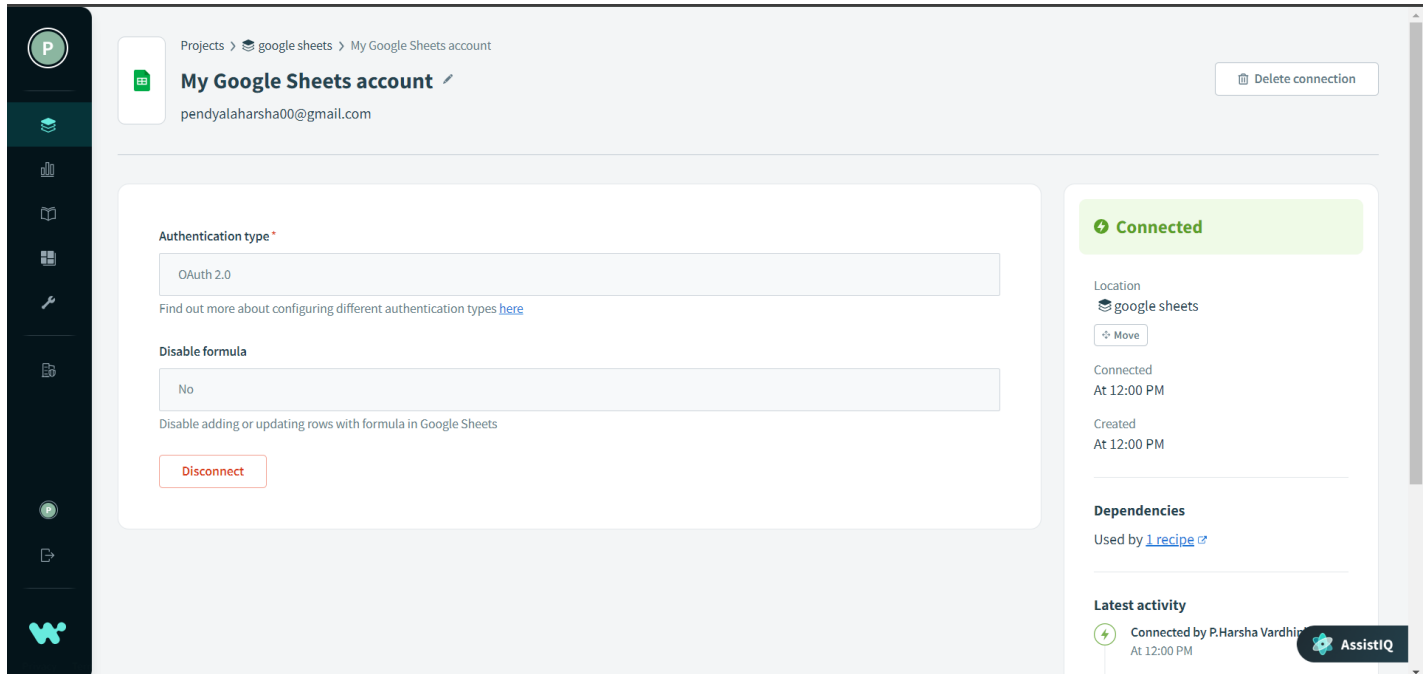 P
Projects > google sheets > My Google Sheets account
My Google Sheets account
pendyalaharsha00@gmail.com
Delete connection
Authentication type *
OAuth 2.0
Find out more about configuring different authentication types here
Disable formula
No
Disable adding or updating rows with formula in Google Sheets
Disconnect
Connected
Location
google sheets
Move
Connected
At 12:00 PM
Created
At 12:00 PM
Dependencies
Used by 1 recipe
Latest activity
Connected by P.Harsha
At 12:00 PM
AssistIQ
P